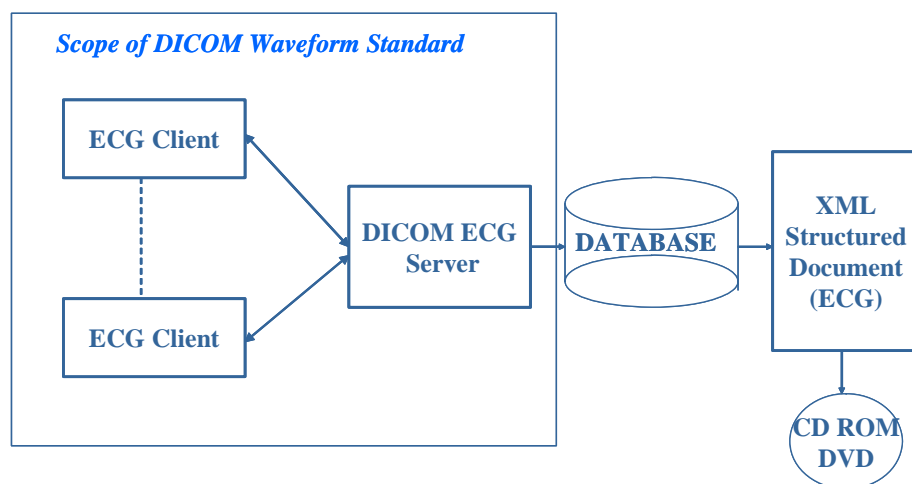 Scope of DICOM Waveform Standard
ECG Client
DICOM ECG
Server
ECG Client
DATABASE
XML
Structured
Document
(ECG)
CD ROM
DVD